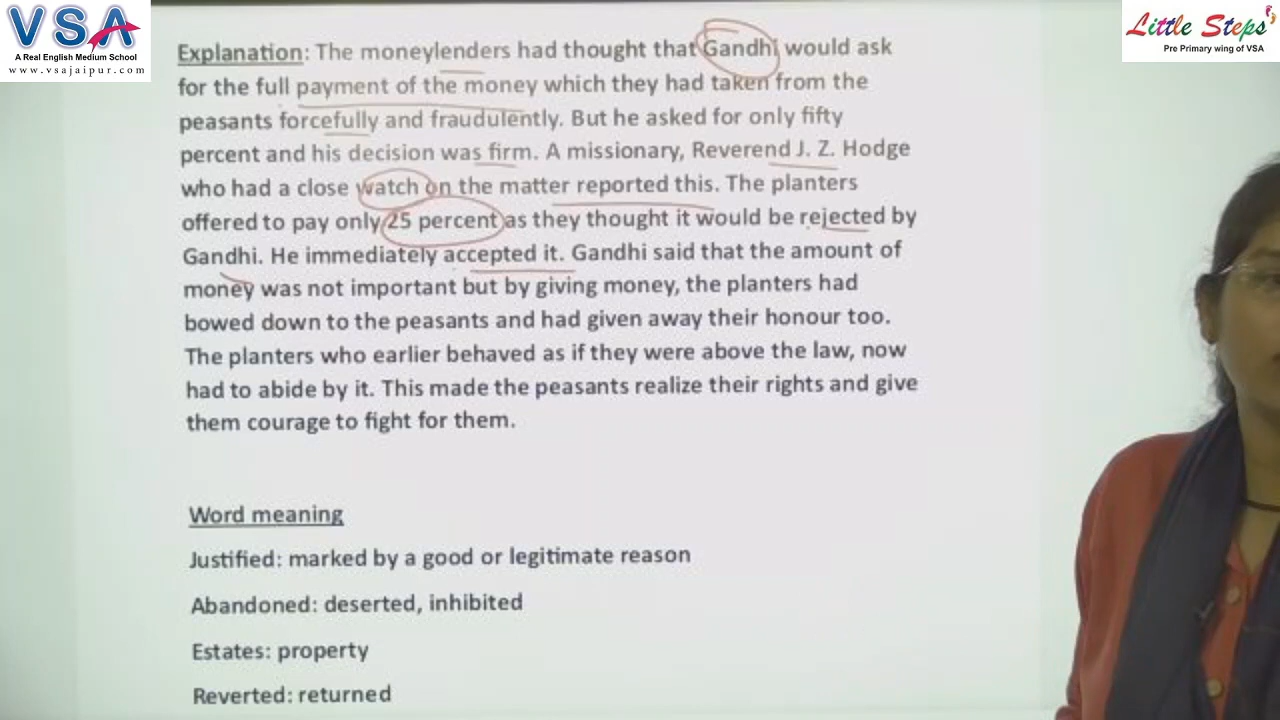 VSA
A Real English Medium School
www.vsajaipur.com
Little Steps
Pre Primary wing of VSA
Explanation: The moneylenders had thought that Gandhi would ask
for the full payment of the money which they had taken from the
peasants forcefully and fraudulently. But he asked for only fifty
percent and his decision was firm. A missionary, Reverend J. Z. Hodge
who had a close watch on the matter reported this. The planters
offered to pay only 25 percent as they thought it would be rejected by
Gandhi. He immediately accepted it. Gandhi said that the amount of
money was not important but by giving money, the planters had
bowed down to the peasants and had given away their honour too.
The planters who earlier behaved as if they were above the law, now
had to abide by it. This made the peasants realize their rights and give
them courage to fight for them.
Word meaning
Justified: marked by a good or legitimate reason
Abandoned: deserted, inhibited
Estates: property
Reverted: returned